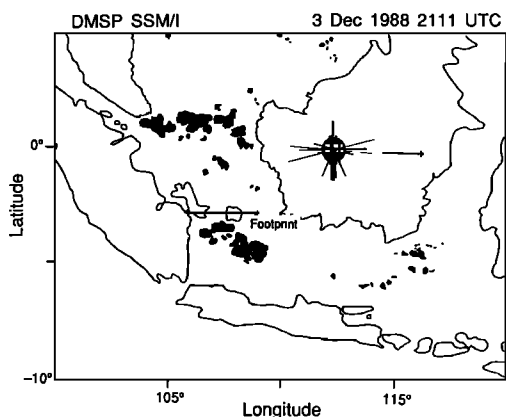 DMSP SSM/I 3 Dec 1988 2111 UTC
0°
Latitude
Footprint
−10°
105° 115°
Longitude